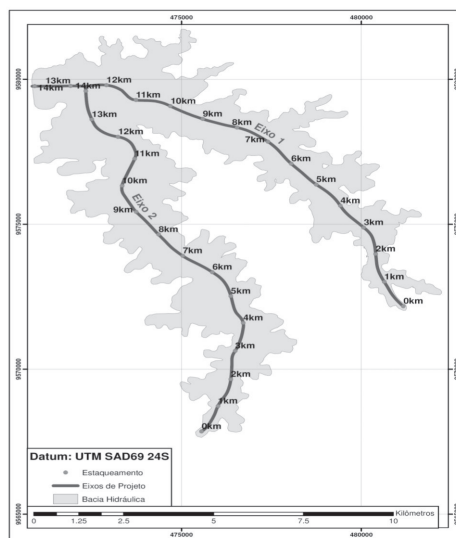 475000
480000
13km
12km
14km
14km
11km
10km
9km
8km
Eixo 1
7km
6km
5km
4km
3km
2km
1km
0km
13km
12km
11km
10km
Eixo 2
9km
8km
7km
6km
5km
4km
3km
2km
1km
0km
9570000
Datum: UTM SAD69 24S
Estaqueamento
Eixos de Projeto
Bacia Hidráulica
Kilômetros
0
1.25
2.5
5
7.5
10
475000
480000